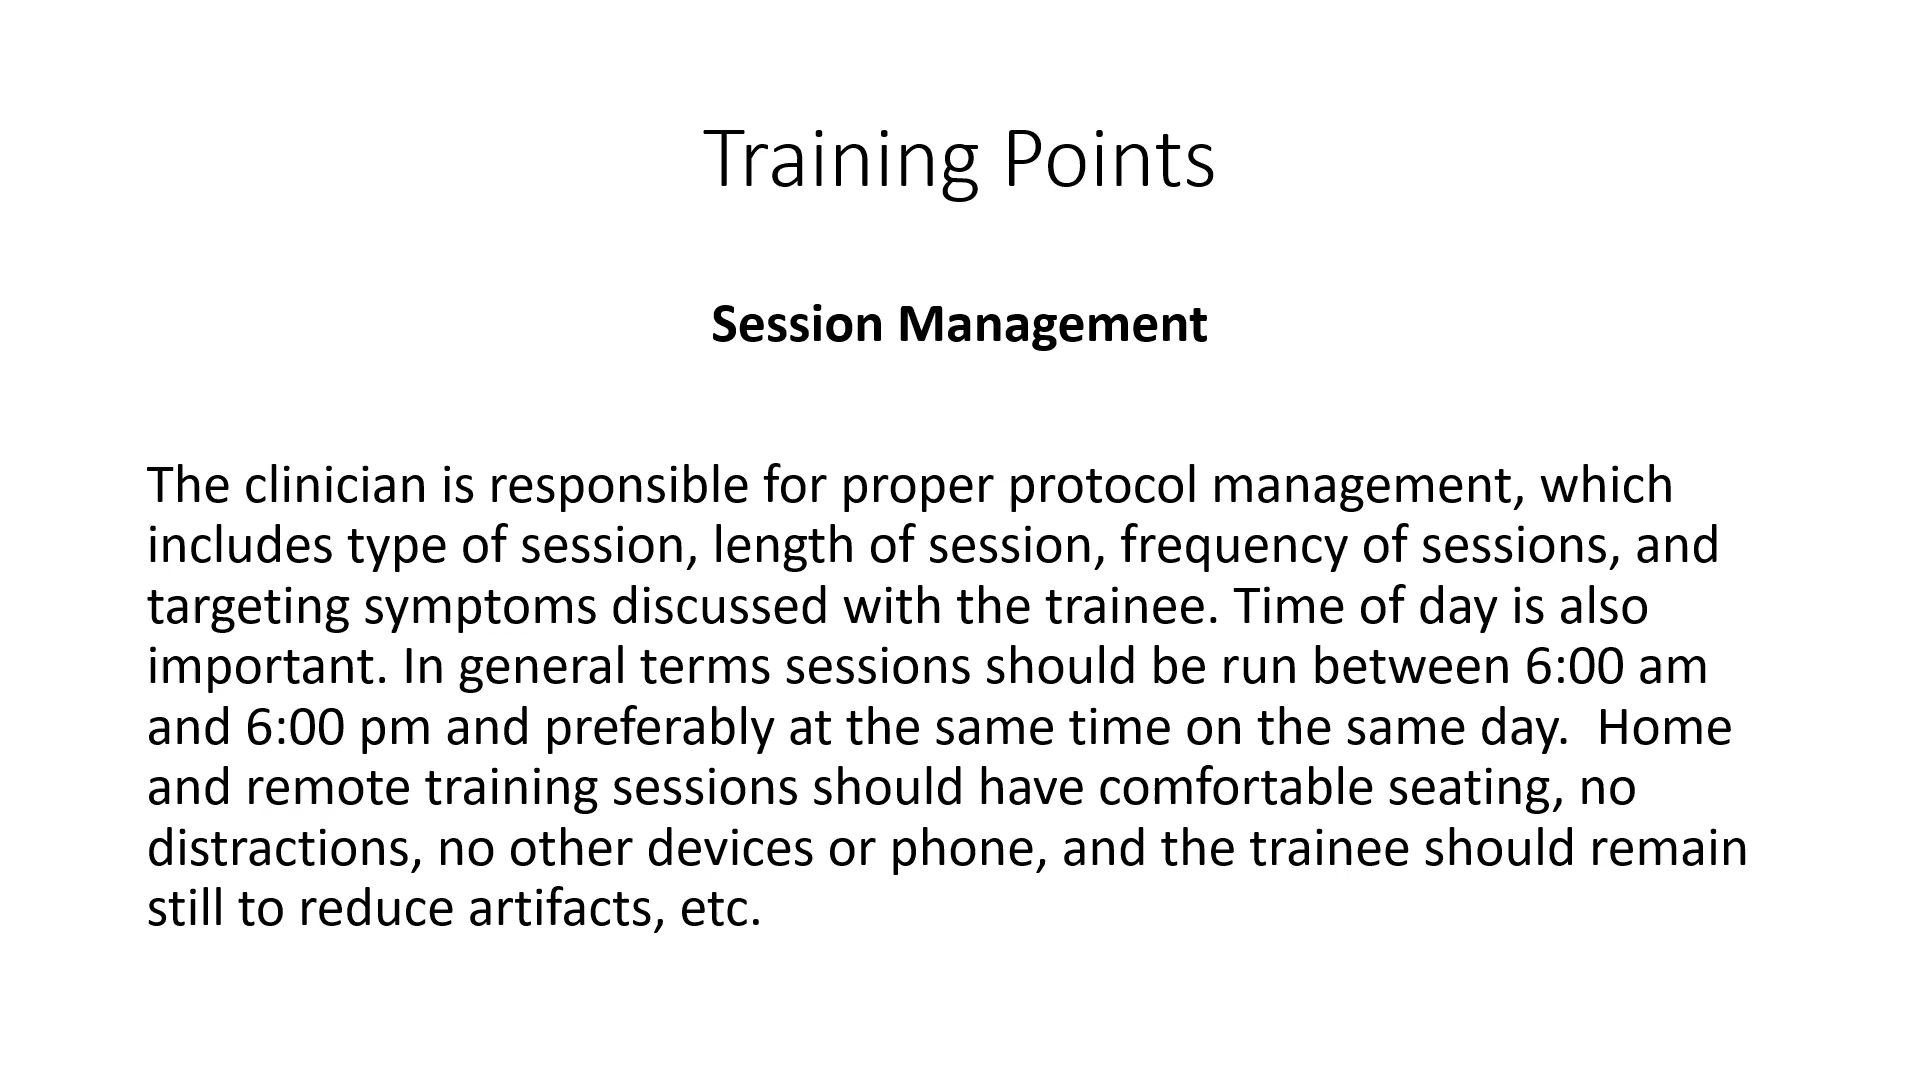 Training Points
Session Management
The clinician is responsible for proper protocol management, which
includes type of session, length of session, frequency of sessions, and
targeting symptoms discussed with the trainee. Time of day is also
important. In general terms sessions should be run between 6:00 am
and 6:00 pm and preferably at the same time on the same day.  Home
and remote training sessions should have comfortable seating, no
distractions, no other devices or phone, and the trainee should remain
still to reduce artifacts, etc.